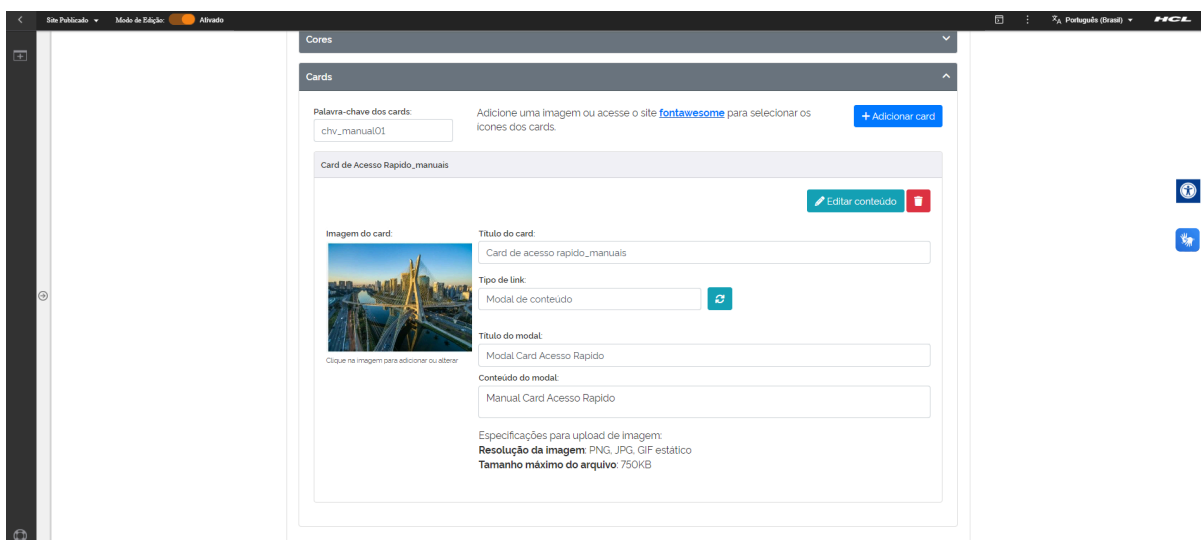 Site Publicado Modo de Edição: Ativado Português (Brasil) HCL
Cores
Cards
Palavra-chave dos cards:
chv_manual01
Adicione uma imagem ou acesse o site fontawesome para selecionar os
icones dos cards.
+ Adicionar card
Card de Acesso Rapido_manuais
Editar conteúdo
Imagem do card:
Clique na imagem para adicionar ou alterar
Título do card:
Card de acesso rapido_manuais
Tipo de link:
Modal de conteúdo
Título do modal:
Modal Card Acesso Rapido
Conteúdo do modal:
Manual Card Acesso Rapido
Especificações para upload de imagem:
Resolução da imagem: PNG, JPG, GIF estático
Tamanho máximo do arquivo: 750KB